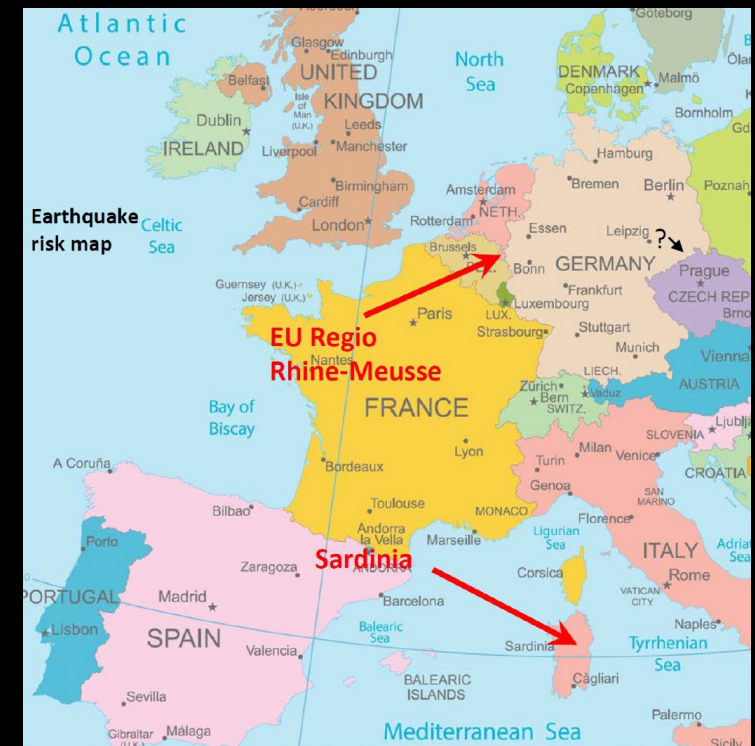 Atlantic
Ocean
Glasgow
Edinburgh
UNITED
KINGDOM
North
Sea
Göteborg
DENMARK
Copenhagen
Malmö
Belfast
Isle
of
Man
(U.K.)
Dublin
IRELAND
Leeds
Liverpool
Manchester
Bornholm
Hamburg
Birmingham
Cardiff
London
Amsterdam
NETH.
Rotterdam
Bremen
Berlin
Poznah
Earthquake
risk map
Celtic
Sea
Essen
Leipzig
?
Brussels
Bonn
GERMANY
Prague
CZECH REP
Brno
Guernsey (U.K.)
Jersey (U.K.)
Frankfurt
Luxembourg
LUX.
Paris
Strasbourg
Stuttgart
EU Regio
Rhine-Meusse
Nantes
Munich
Vienna
LIECH.
AUSTRIA
Zürich
Bern
Vaduz
SWITZ.
Bay of
Biscay
FRANCE
SLOVENIA
Ljublja
Lyon
Turin
Milan
Venice
CROATIA
A Coruña
Bordeaux
Genoa
SAN
MARINO
Bilbao
Toulouse
MONACO
Florence
Andorra
la Vella
Marseille
Ligurian
Sea
Porto
Sardinia
ANDORRA
ITALY
Adria
Sea
Zaragoza
Corsica
Rome
PORTUGAL
Madrid
Barcelona
VATICAN
CITY
Lisbon
SPAIN
Balearic
Sea
Naples
Valencia
Sardinia
Tyrrhenian
Sea
BALEARIC
ISLANDS
Cagliari
Sevilla
Palermo
Gibraltar
(U.K.)
Málaga
Mediterranean Sea
Sicily